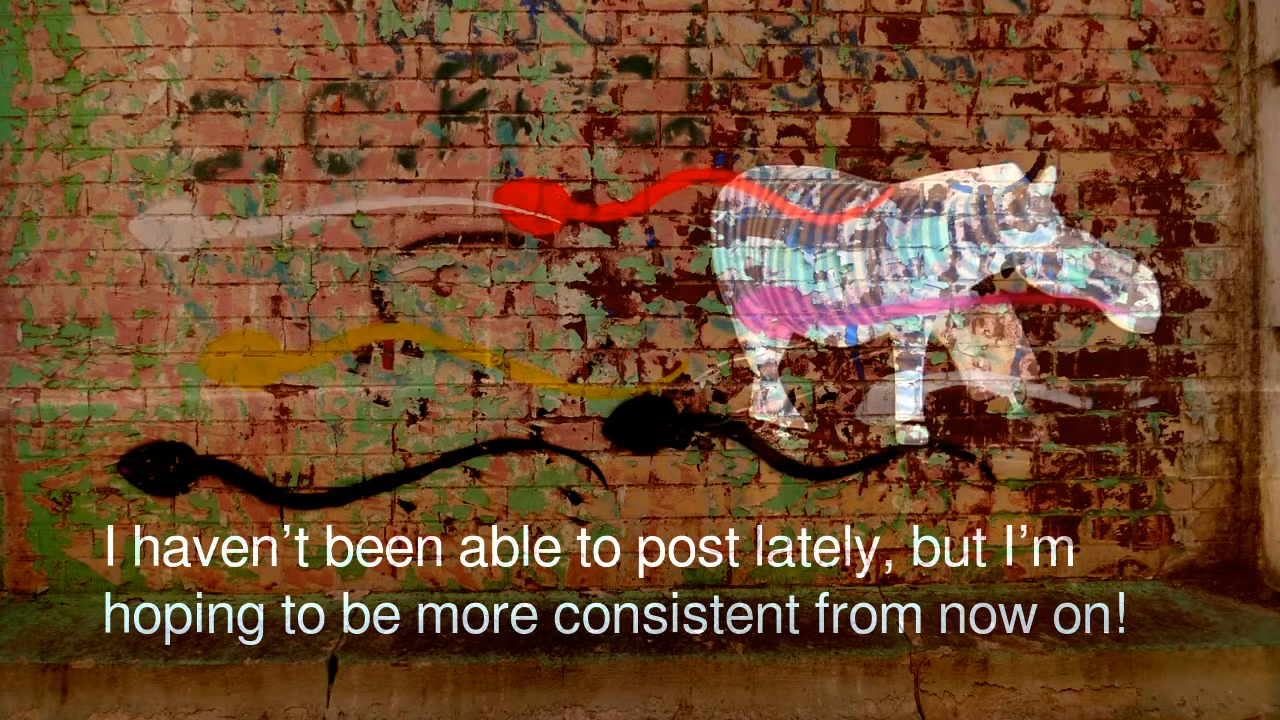 I haven’t been able to post lately, but I’m
hoping to be more consistent from now on!